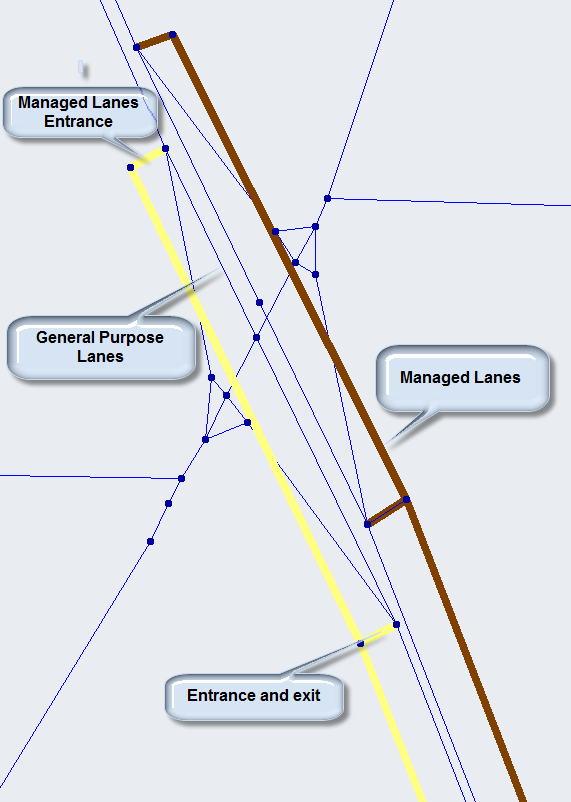 Managed Lanes
Entrance
General Purpose
Lanes
Managed Lanes
Entrance and exit